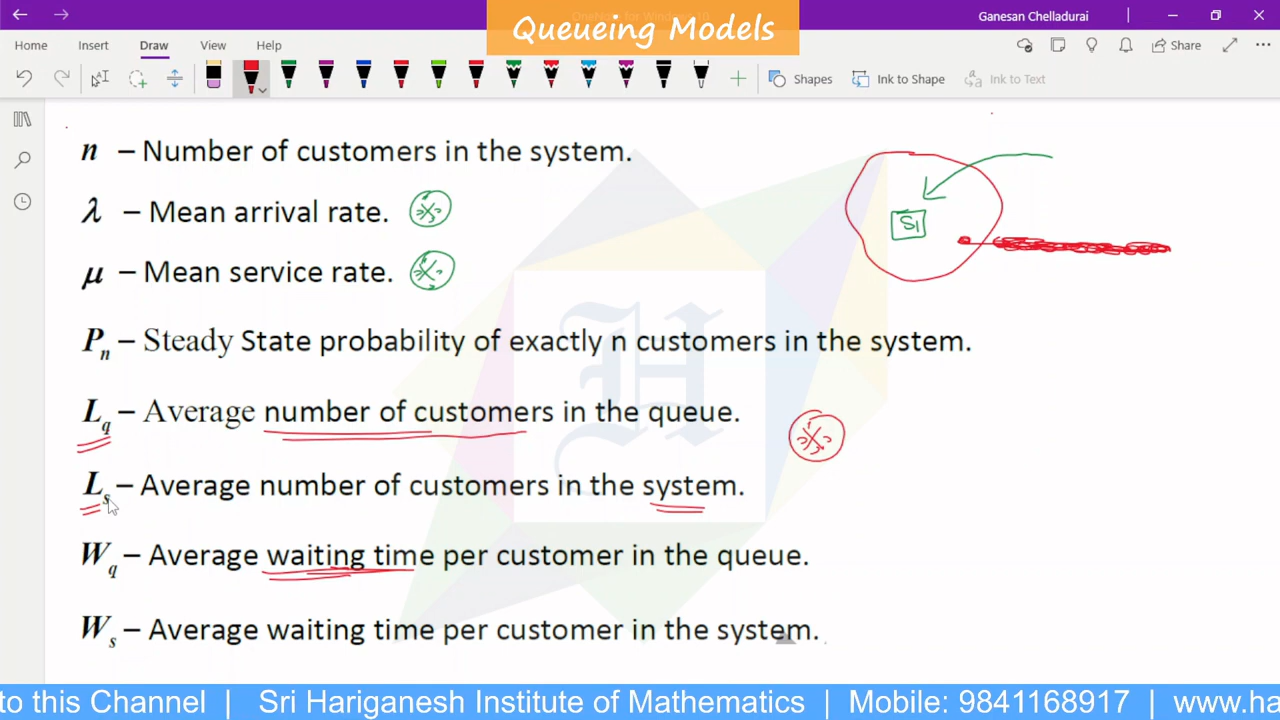 Queueing Models
Ganesan Chelladurai
Home Insert Draw View Help
Share
Shapes Ink to Shape Ink to Text
n – Number of customers in the system.
λ – Mean arrival rate.
S1
μ – Mean service rate.
Pn – Steady State probability of exactly n customers in the system.
Lq – Average number of customers in the queue.
Ls – Average number of customers in the system.
Wq – Average waiting time per customer in the queue.
Ws – Average waiting time per customer in the system.
to this Channel | Sri Hariganesh Institute of Mathematics | Mobile: 9841168917 | www.ha